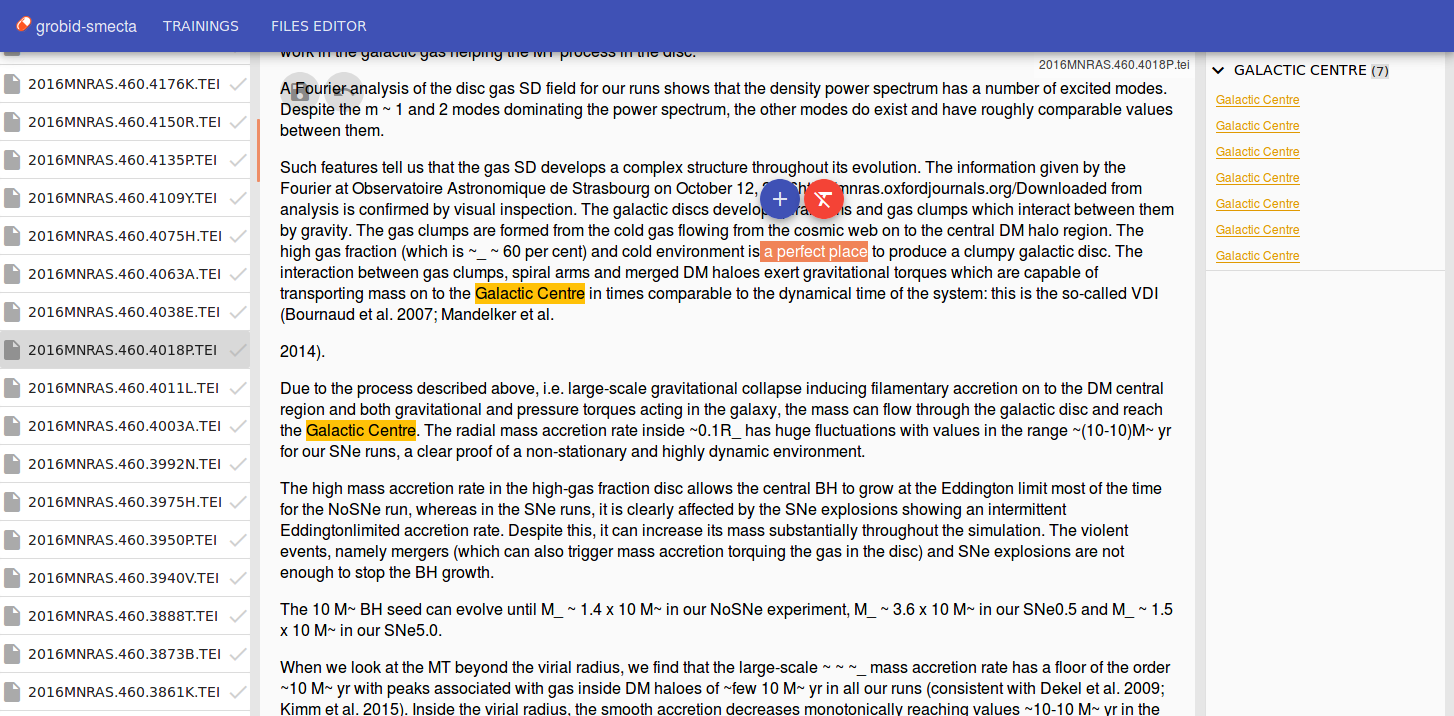 grobid-smecta TRAININGS FILES EDITOR
2016MNRAS.460.4176K.TEI
2016MNRAS.460.4150R.TEI
2016MNRAS.460.4135P.TEI
2016MNRAS.460.4109Y.TEI
2016MNRAS.460.4075H.TEI
2016MNRAS.460.4063A.TEI
2016MNRAS.460.4038E.TEI
2016MNRAS.460.4018P.TEI
2016MNRAS.460.4011L.TEI
2016MNRAS.460.4003A.TEI
2016MNRAS.460.3992N.TEI
2016MNRAS.460.3975H.TEI
2016MNRAS.460.3950P.TEI
2016MNRAS.460.3940V.TEI
2016MNRAS.460.3888T.TEI
2016MNRAS.460.3873B.TEI
2016MNRAS.460.3861K.TEI
work in the galactic gas helping the MT process in the disc.
2016MNRAS.460.4018P.tei
A Fourier analysis of the disc gas SD field for our runs shows that the density power spectrum has a number of excited modes.
Despite the m ~ 1 and 2 modes dominating the power spectrum, the other modes do exist and have roughly comparable values
between them.
Such features tell us that the gas SD develops a complex structure throughout its evolution. The information given by the
Fourier at Observatoire Astronomique de Strasbourg on October 12, mnras.oxfordjournals.org/Downloaded from
analysis is confirmed by visual inspection. The galactic discs develop and gas clumps which interact between them
by gravity. The gas clumps are formed from the cold gas flowing from the cosmic web on to the central DM halo region. The
high gas fraction (which is ~_ ~ 60 per cent) and cold environment is a perfect place to produce a clumpy galactic disc. The
interaction between gas clumps, spiral arms and merged DM haloes exert gravitational torques which are capable of
transporting mass on to the Galactic Centre in times comparable to the dynamical time of the system: this is the so-called VDI
(Bournaud et al. 2007; Mandelker et al.
2014).
Due to the process described above, i.e. large-scale gravitational collapse inducing filamentary accretion on to the DM central
region and both gravitational and pressure torques acting in the galaxy, the mass can flow through the galactic disc and reach
the Galactic Centre. The radial mass accretion rate inside ~0.1R_ has huge fluctuations with values in the range ~(10-10)M~ yr
for our SNe runs, a clear proof of a non-stationary and highly dynamic environment.
The high mass accretion rate in the high-gas fraction disc allows the central BH to grow at the Eddington limit most of the time
for the NoSNe run, whereas in the SNe runs, it is clearly affected by the SNe explosions showing an intermittent
Eddingtonlimited accretion rate. Despite this, it can increase its mass substantially throughout the simulation. The violent
events, namely mergers (which can also trigger mass accretion torquing the gas in the disc) and SNe explosions are not
enough to stop the BH growth.
The 10 M~ BH seed can evolve until M_ ~ 1.4 x 10 M~ in our NoSNe experiment, M_ ~ 3.6 x 10 M~ in our SNe0.5 and M_ ~ 1.5
x 10 M~ in our SNe5.0.
When we look at the MT beyond the virial radius, we find that the large-scale ~ ~ ~_ mass accretion rate has a floor of the order
~10 M~ yr with peaks associated with gas inside DM haloes of ~few 10 M~ yr in all our runs (consistent with Dekel et al. 2009;
Kimm et al. 2015). Inside the virial radius, the smooth accretion decreases monotonically reaching values ~10-10 M~ yr in the
GALACTIC CENTRE (7)
Galactic Centre
Galactic Centre
Galactic Centre
Galactic Centre
Galactic Centre
Galactic Centre
Galactic Centre